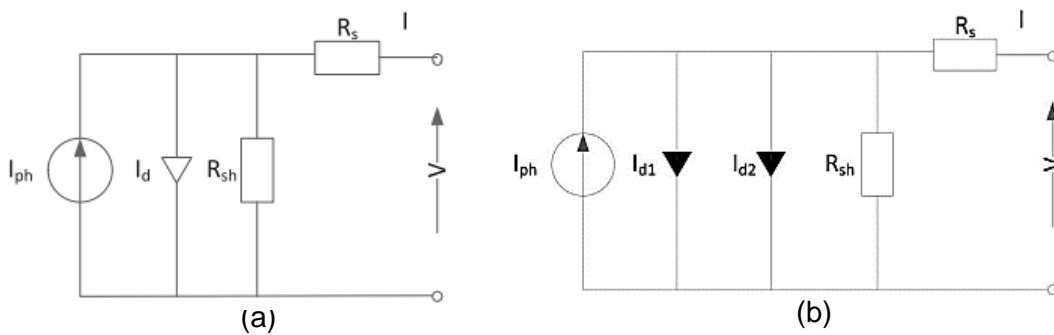 Rs I
Iph Id Rsh V
(a)
Rs I
Iph Id1 Id2 Rsh V
(b)